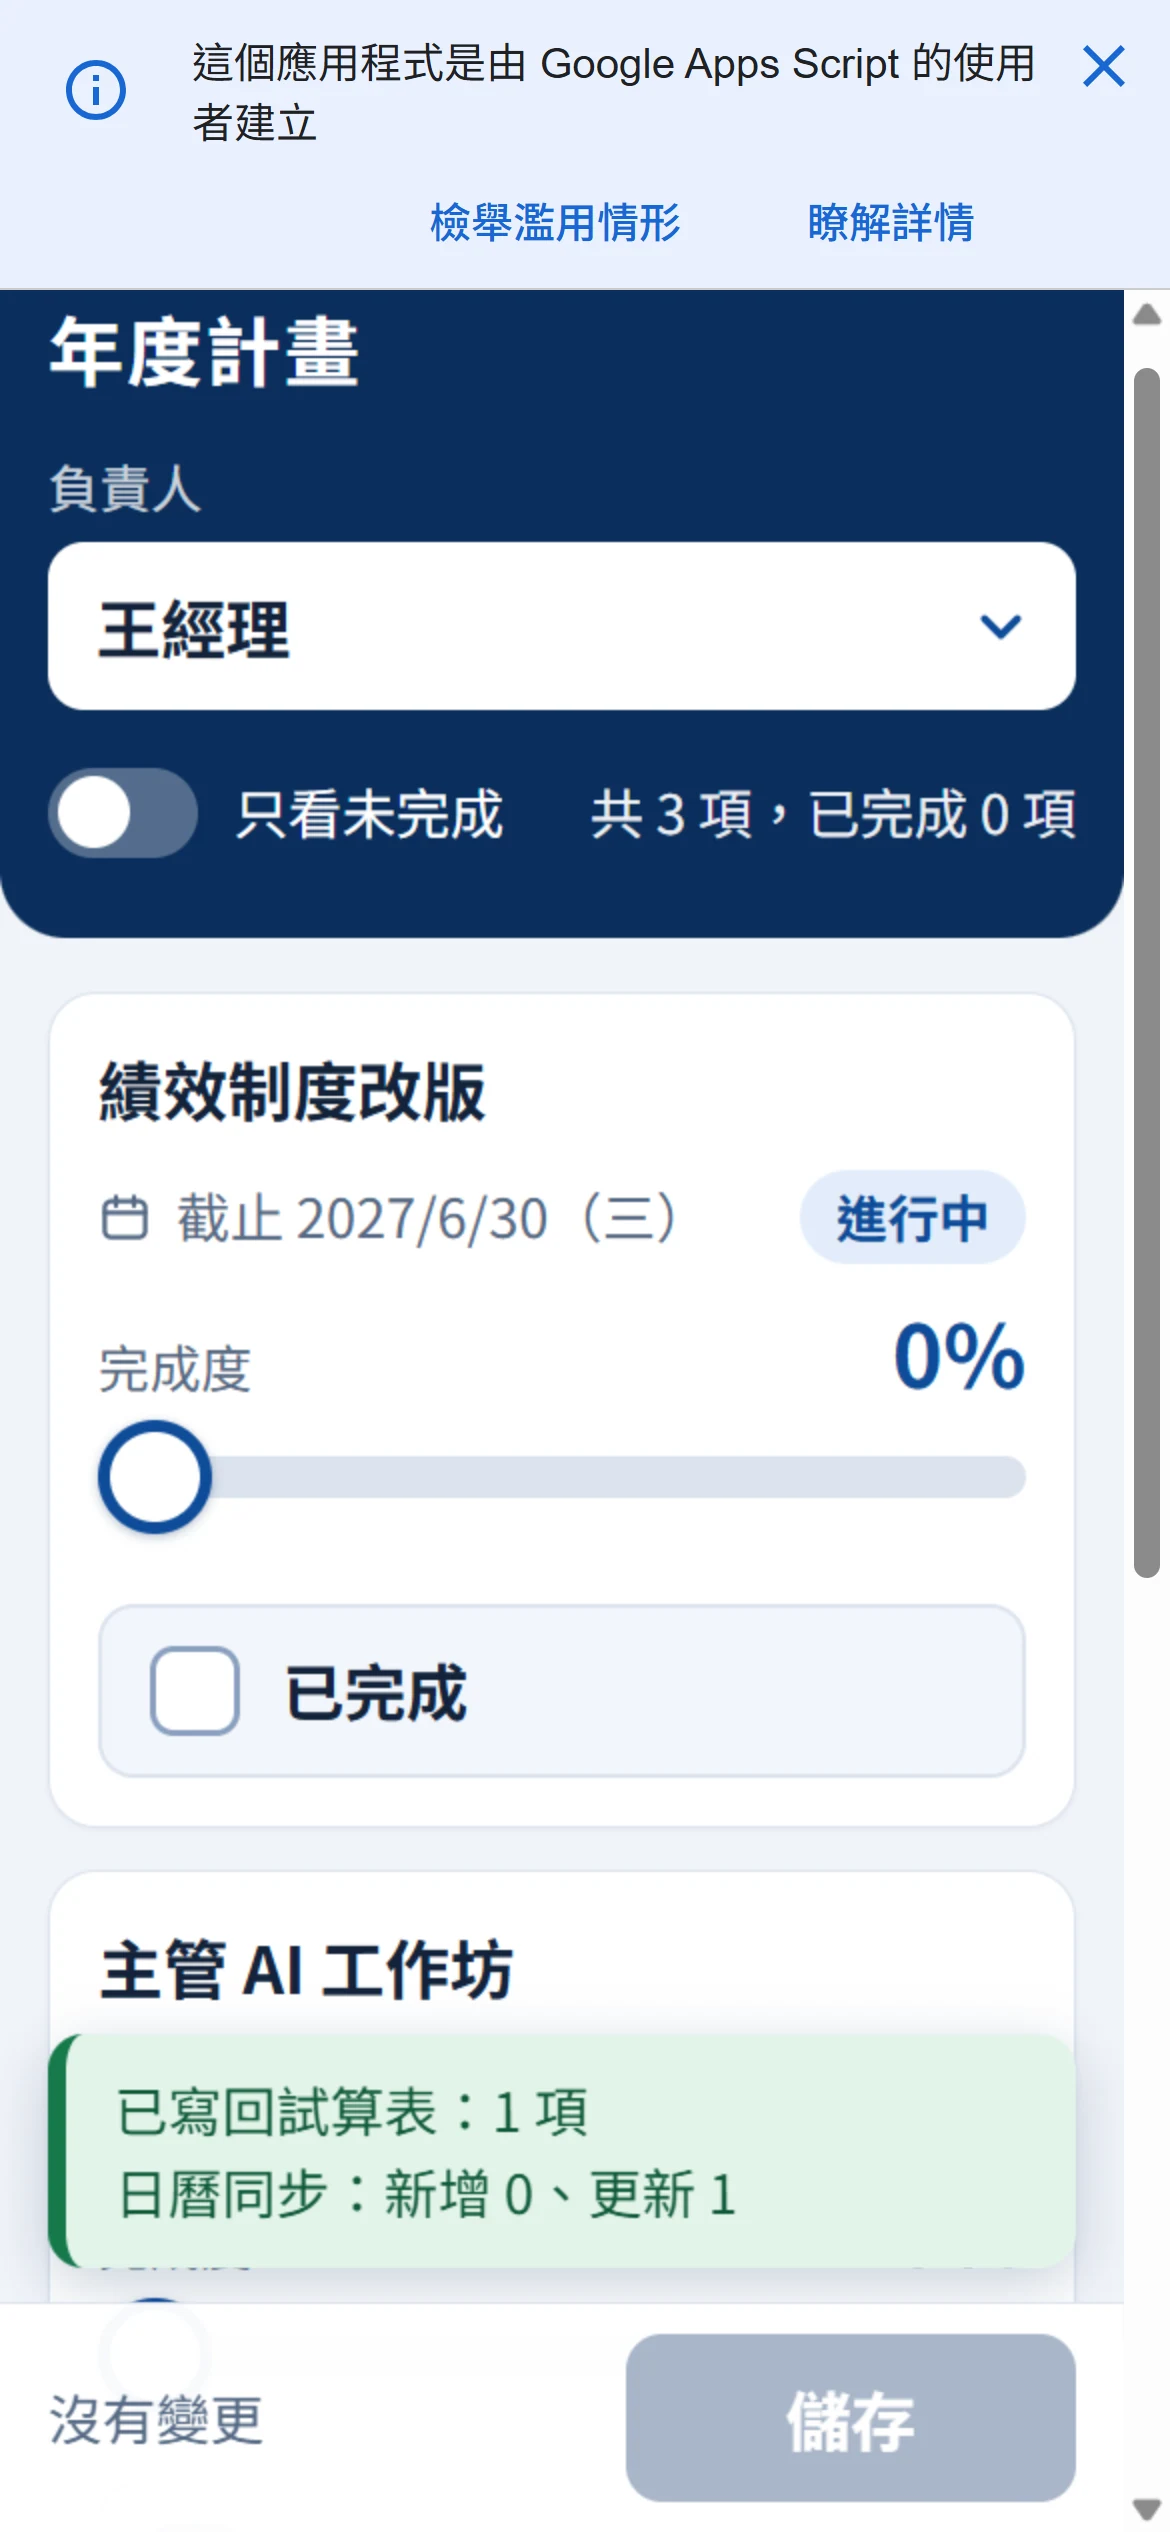 這個應用程式是由 Google Apps Script 的使用
者建立
檢舉濫用情形 瞭解詳情
年度計畫
負責人
王經理
只看未完成 共 3 項，已完成 0 項
績效制度改版
截止 2027/6/30（三） 進行中
完成度 0%
已完成
主管 AI 工作坊
已寫回試算表：1 項
日曆同步：新增 0、更新 1
沒有變更 儲存